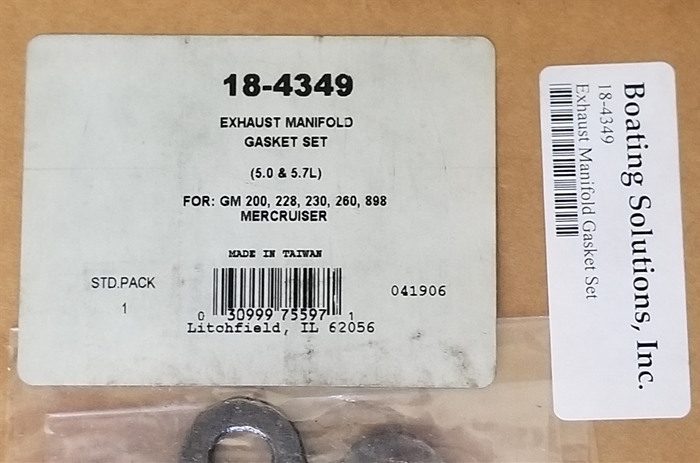 18-4349
EXHAUST MANIFOLD
GASKET SET
(5.0 & 5.7L)
FOR: GM 200, 228, 230, 260, 898
MERCRUISER
MADE IN TAIWAN
STD.PACK
1
041906
0 30999 75597 1
Litchfield, IL 62056
Boating Solutions, Inc.
18-4349
Exhaust Manifold Gasket Set